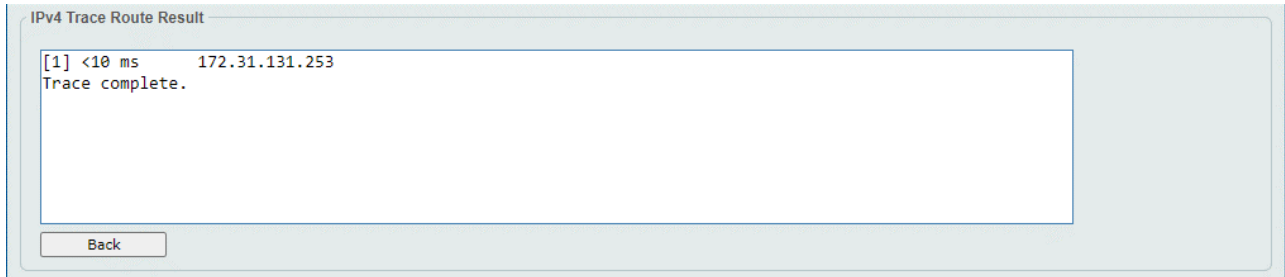 IPv4 Trace Route Result
[1] <10 ms 172.31.131.253
Trace complete.
Back